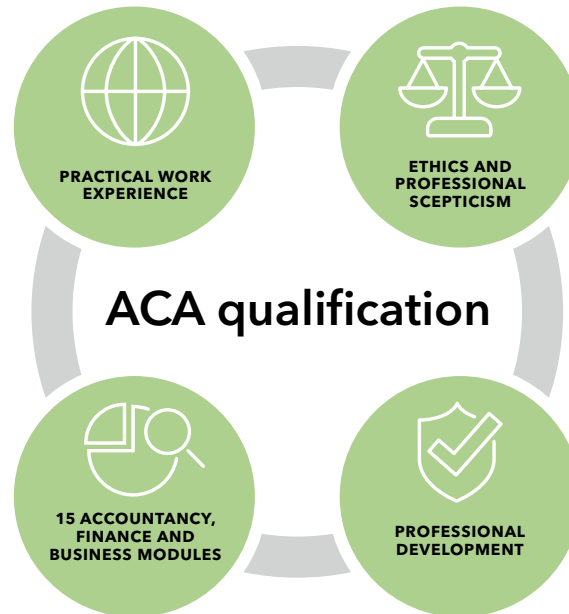 PRACTICAL WORK
EXPERIENCE
ETHICS AND
PROFESSIONAL
SCEPTICISM
ACA qualification
15 ACCOUNTANCY,
FINANCE AND
BUSINESS MODULES
PROFESSIONAL
DEVELOPMENT